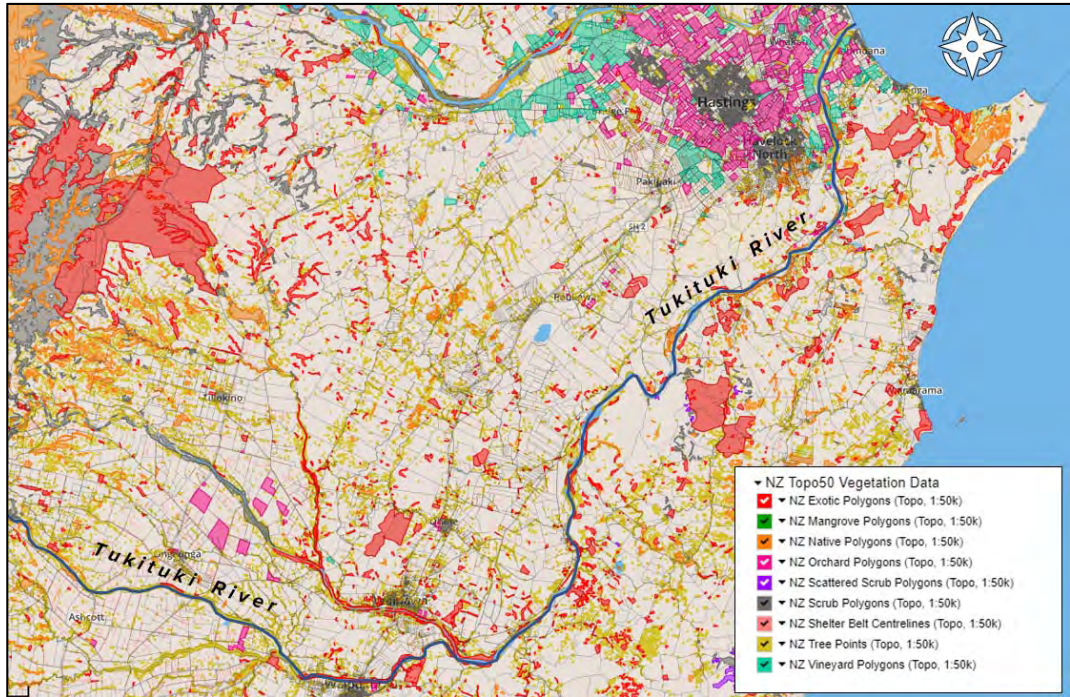 Hastings
Havelock
North
Pakipaki
SH 2
Tukituki River
Tikokino
Tukituki River
Ashcott
▾ NZ Topo50 Vegetation Data
▾ NZ Exotic Polygons (Topo, 1:50k)
▾ NZ Mangrove Polygons (Topo, 1:50k)
▾ NZ Native Polygons (Topo, 1:50k)
▾ NZ Orchard Polygons (Topo, 1:50k)
▾ NZ Scattered Scrub Polygons (Topo, 1:50k)
▾ NZ Scrub Polygons (Topo, 1:50k)
▾ NZ Shelter Belt Centrelines (Topo, 1:50k)
▾ NZ Tree Points (Topo, 1:50k)
▾ NZ Vineyard Polygons (Topo, 1:50k)